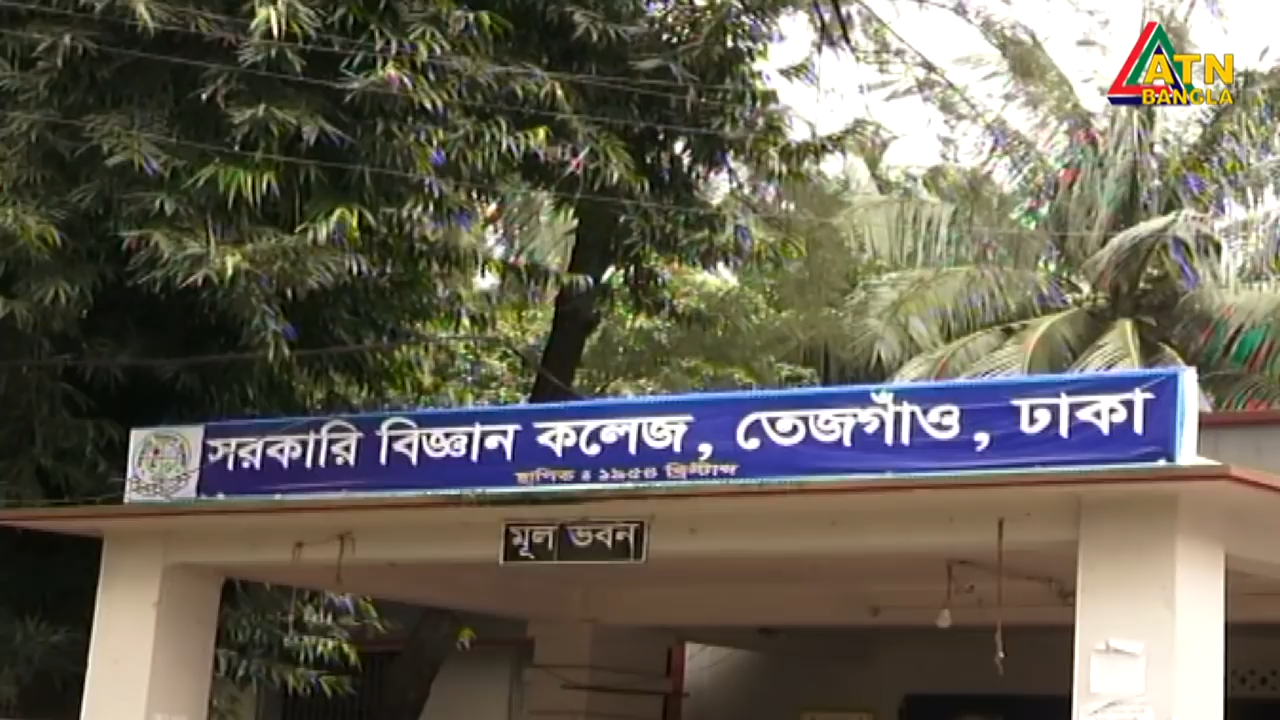 ATN
BANGLA
সরকারি বিজ্ঞান কলেজ, তেজগাঁও, ঢাকা
স্থাপিত ঃ ১৯৫৪ খ্রিস্টাব্দ
মূল ভবন